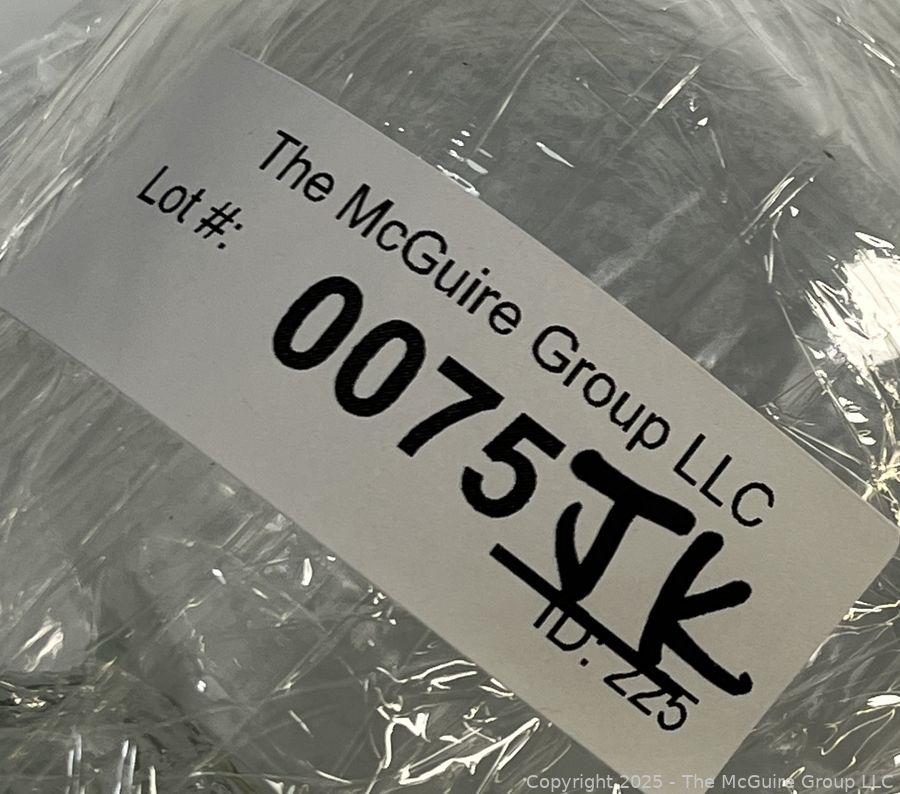 The McGuire Group LLC
Lot #:
0075JK
ID: 225
Copyright 2025 - The McGuire Group LLC